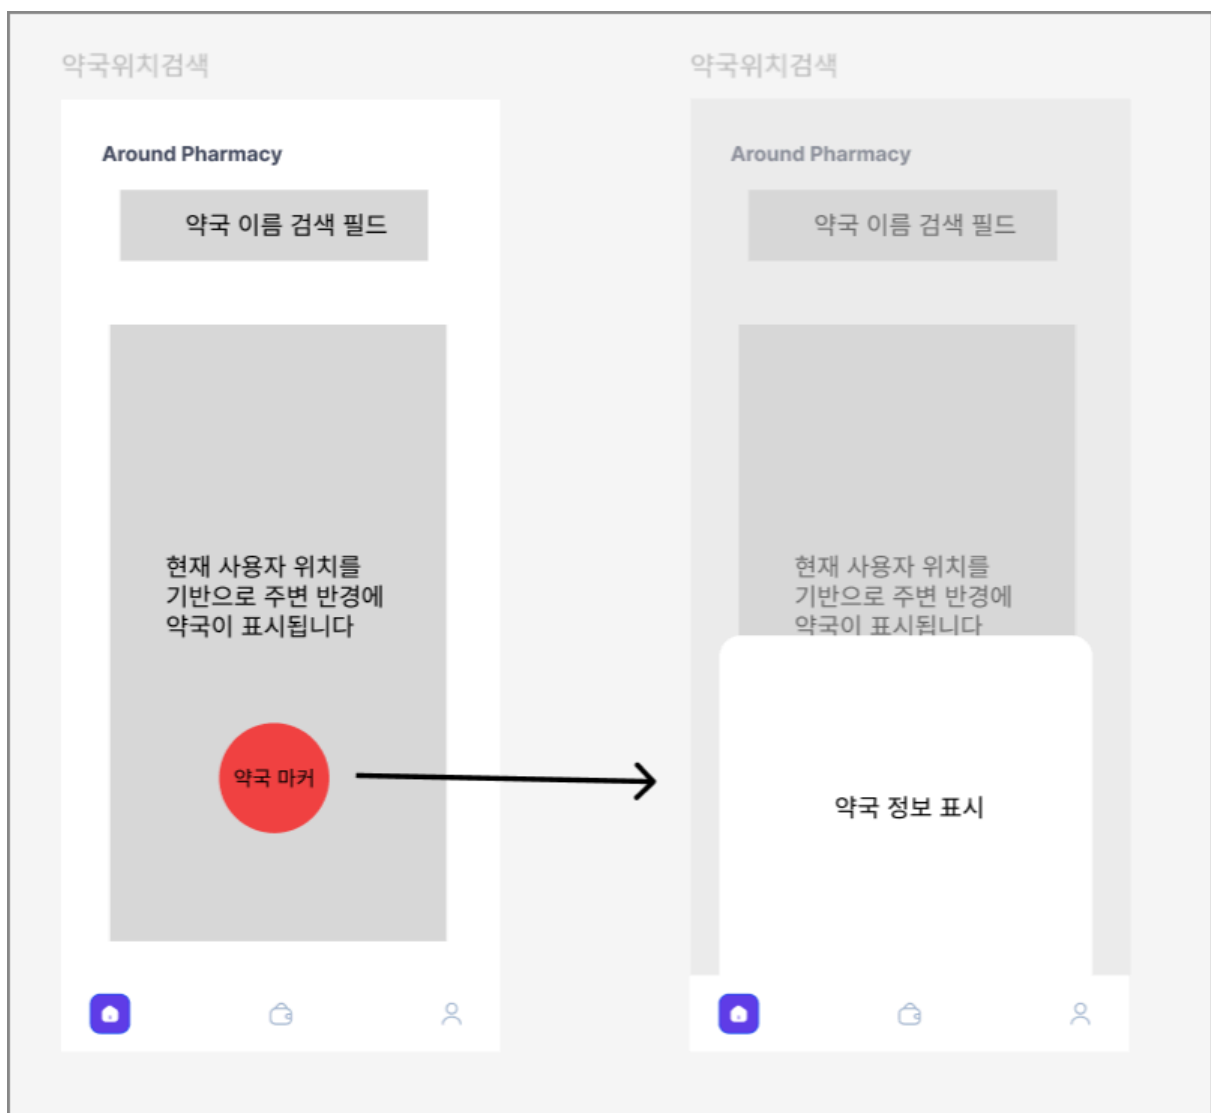 약국위치검색
Around Pharmacy
약국 이름 검색 필드
현재 사용자 위치를
기반으로 주변 반경에
약국이 표시됩니다
약국 마커
약국위치검색
Around Pharmacy
약국 이름 검색 필드
현재 사용자 위치를
기반으로 주변 반경에
약국이 표시됩니다
약국 정보 표시